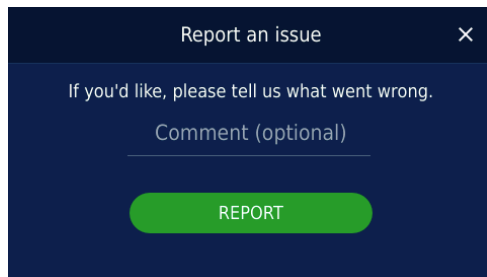 Report an issue ×
If you'd like, please tell us what went wrong.
Comment (optional)
REPORT